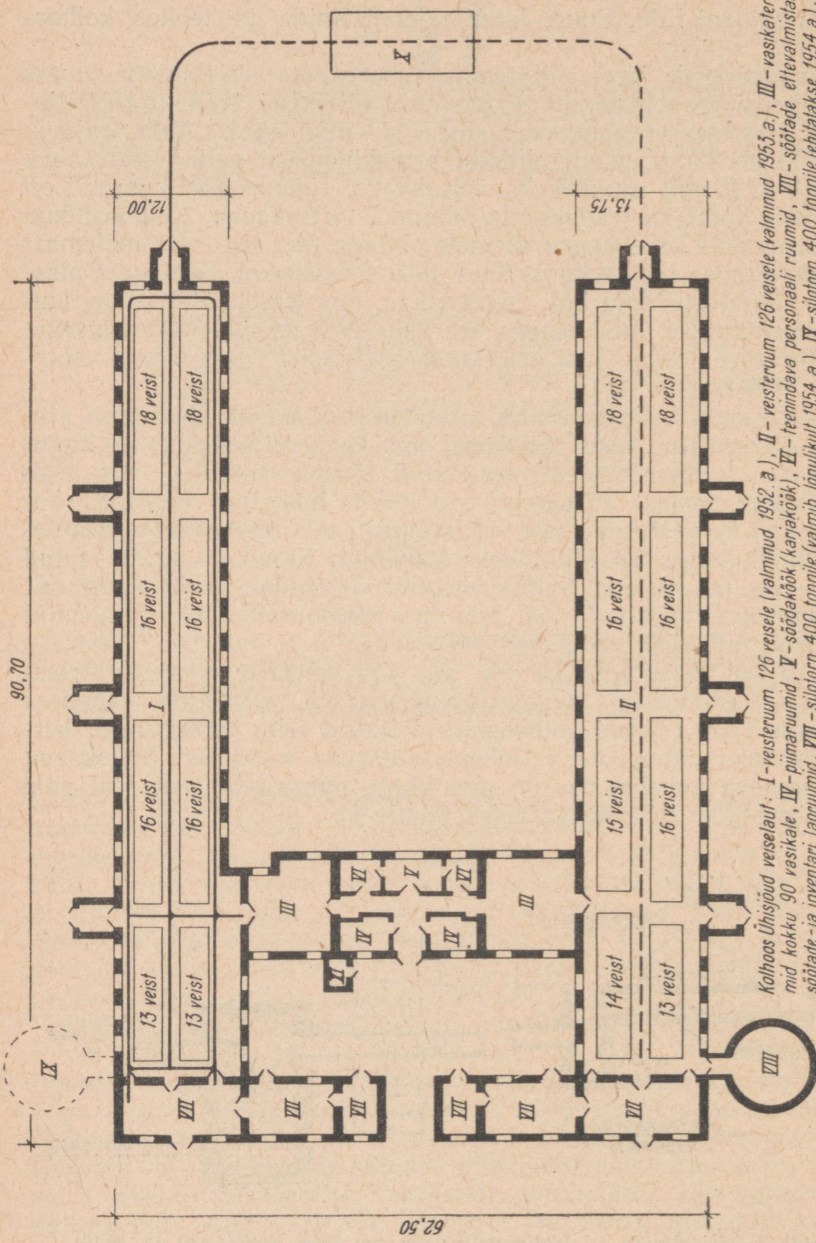 90,70
62,50
12,00
13,75
IX
X
13 veist
16 veist
16 veist
18 veist
I
13 veist
16 veist
16 veist
18 veist
VII
VII
VII
VII
VII
VII
III
VI
V
VI
IV
IV
III
14 veist
15 veist
16 veist
18 veist
II
13 veist
16 veist
16 veist
18 veist
VIII
Kolhoos Ühisjõud veiselaut: I – veisteruum 126 veisele (valminud 1952. a.), II – veisteruum 126 veisele (valminud 1953. a.), III – vasikater
mid kokku 90 vasikale, IV – piimaruumid, V – söödaköök (karjaköök), VI – teenindava personaali ruumid, VII – söötade ettevalmista
söötade- ja inventari laoruumid, VIII – silotorn 400 tonnile (valmib lõpulikult 1954 a.), IX – silotorn 400 tonnile (ehitatakse 1954 a.),